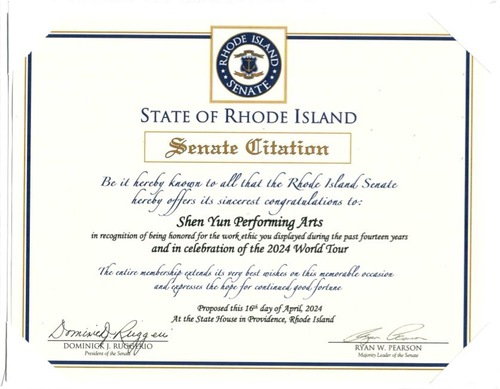 RHODE ISLAND
SENATE
STATE OF RHODE ISLAND
Senate Citation
Be it hereby known to all that the Rhode Island Senate
hereby offers its sincerest congratulations to:
Shen Yun Performing Arts
in recognition of being honored for the work ethic you displayed during the past fourteen years
and in celebration of the 2024 World Tour
The entire membership extends its very best wishes on this memorable occasion
and expresses the hope for continued good fortune
Proposed this 16th day of April, 2024
At the State House in Providence, Rhode Island
Dominick J. Ruggerio
DOMINICK J. RUGGERIO
President of the Senate
Ryan Pearson
RYAN W. PEARSON
Majority Leader of the Senate